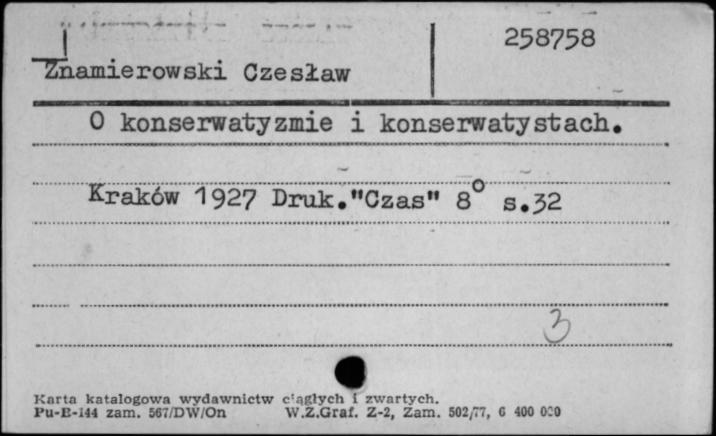 258758
Znamierowski Czesław
O konserwatyzmie i konserwatystach.
Kraków 1927 Druk."Czas" 8° s.32
3
Karta katalogowa wydawnictw ciągłych i zwartych.
Pu-B-144 zam. 567/DW/On W.Z.Graf. Z-2, Zam. 502/77, 6 400 000